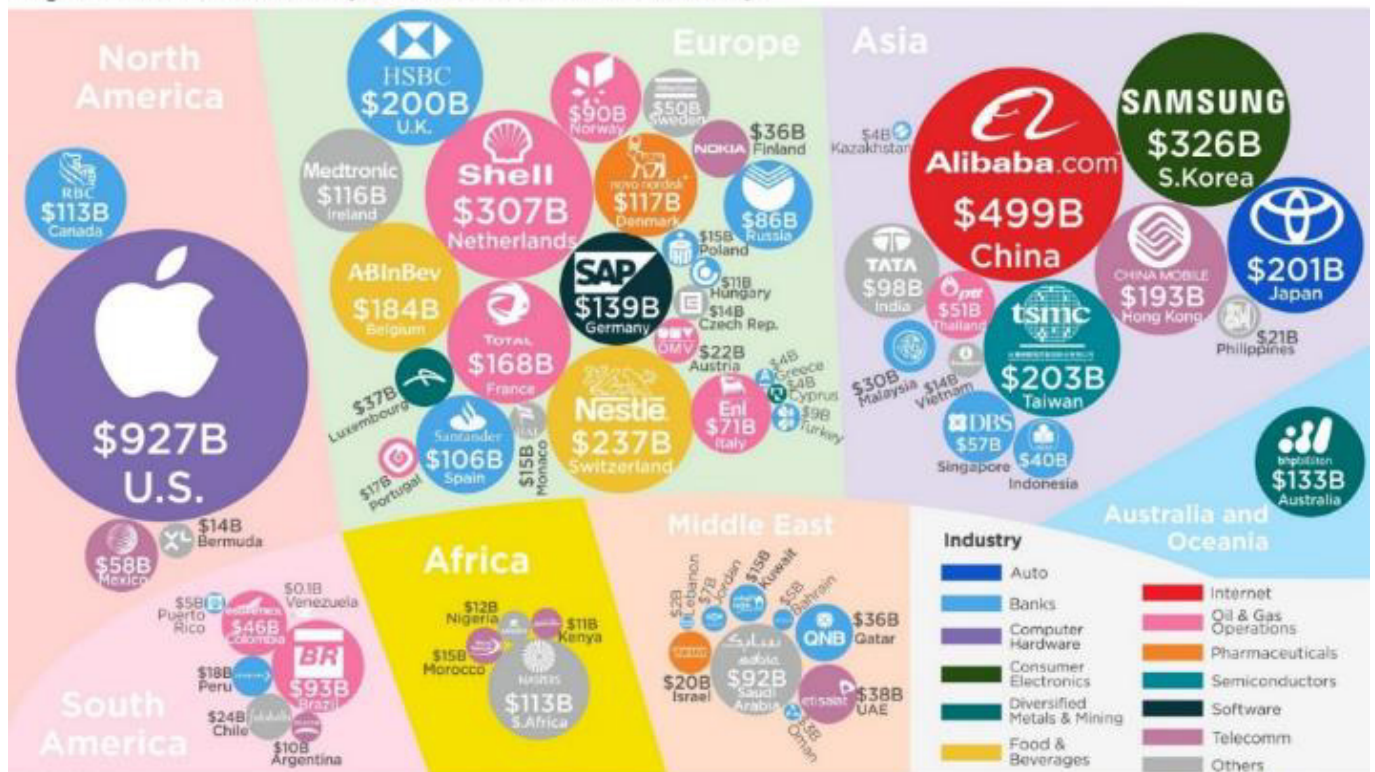 North
America
RBC
$113B
Canada
$927B
U.S.
$58B
Mexico
$14B
Bermuda
Europe
HSBC
$200B
U.K.
$90B
Norway
$50B
Sweden
NOKIA
$36B
Finland
Medtronic
$116B
Ireland
Shell
$307B
Netherlands
novo nordisk
$117B
Denmark
$86B
Russia
ABInBev
$184B
Belgium
SAP
$139B
Germany
$15B
Poland
$11B
Hungary
$14B
Czech Rep.
OMV
$22B
Austria
TOTAL
$168B
France
$37B
Luxembourg
Santander
$106B
Spain
$17B
Portugal
$15B
Monaco
Nestlé
$237B
Switzerland
Eni
$71B
Italy
$4B
Greece
$4B
Cyprus
$9B
Turkey
Asia
$4B
Kazakhstan
Alibaba.com
$499B
China
SAMSUNG
$326B
S.Korea
$201B
Japan
TATA
$98B
India
ptt
$51B
Thailand
CHINA MOBILE
$193B
Hong Kong
tsmc
$203B
Taiwan
SM
$21B
Philippines
$30B
Malaysia
$14B
Vietnam
DBS
$57B
Singapore
$40B
Indonesia
bhpbilliton
$133B
Australia
Australia and
Oceania
South
America
$5B
Puerto
Rico
$0.1B
Venezuela
$46B
Colombia
BR
$93B
Brazil
$18B
Peru
$24B
Chile
$10B
Argentina
Africa
$12B
Nigeria
$11B
Kenya
$15B
Morocco
NASPERS
$113B
S.Africa
Middle East
$2B
Lebanon
$7B
Jordan
$15B
Kuwait
$5B
Bahrain
QNB
$36B
Qatar
$20B
Israel
سابك
$92B
Saudi
Arabia
etisalat
$38B
UAE
$3B
Oman
Industry
Auto
Banks
Computer
Hardware
Consumer
Electronics
Diversified
Metals & Mining
Food &
Beverages
Internet
Oil & Gas
Operations
Pharmaceuticals
Semiconductors
Software
Telecomm
Others